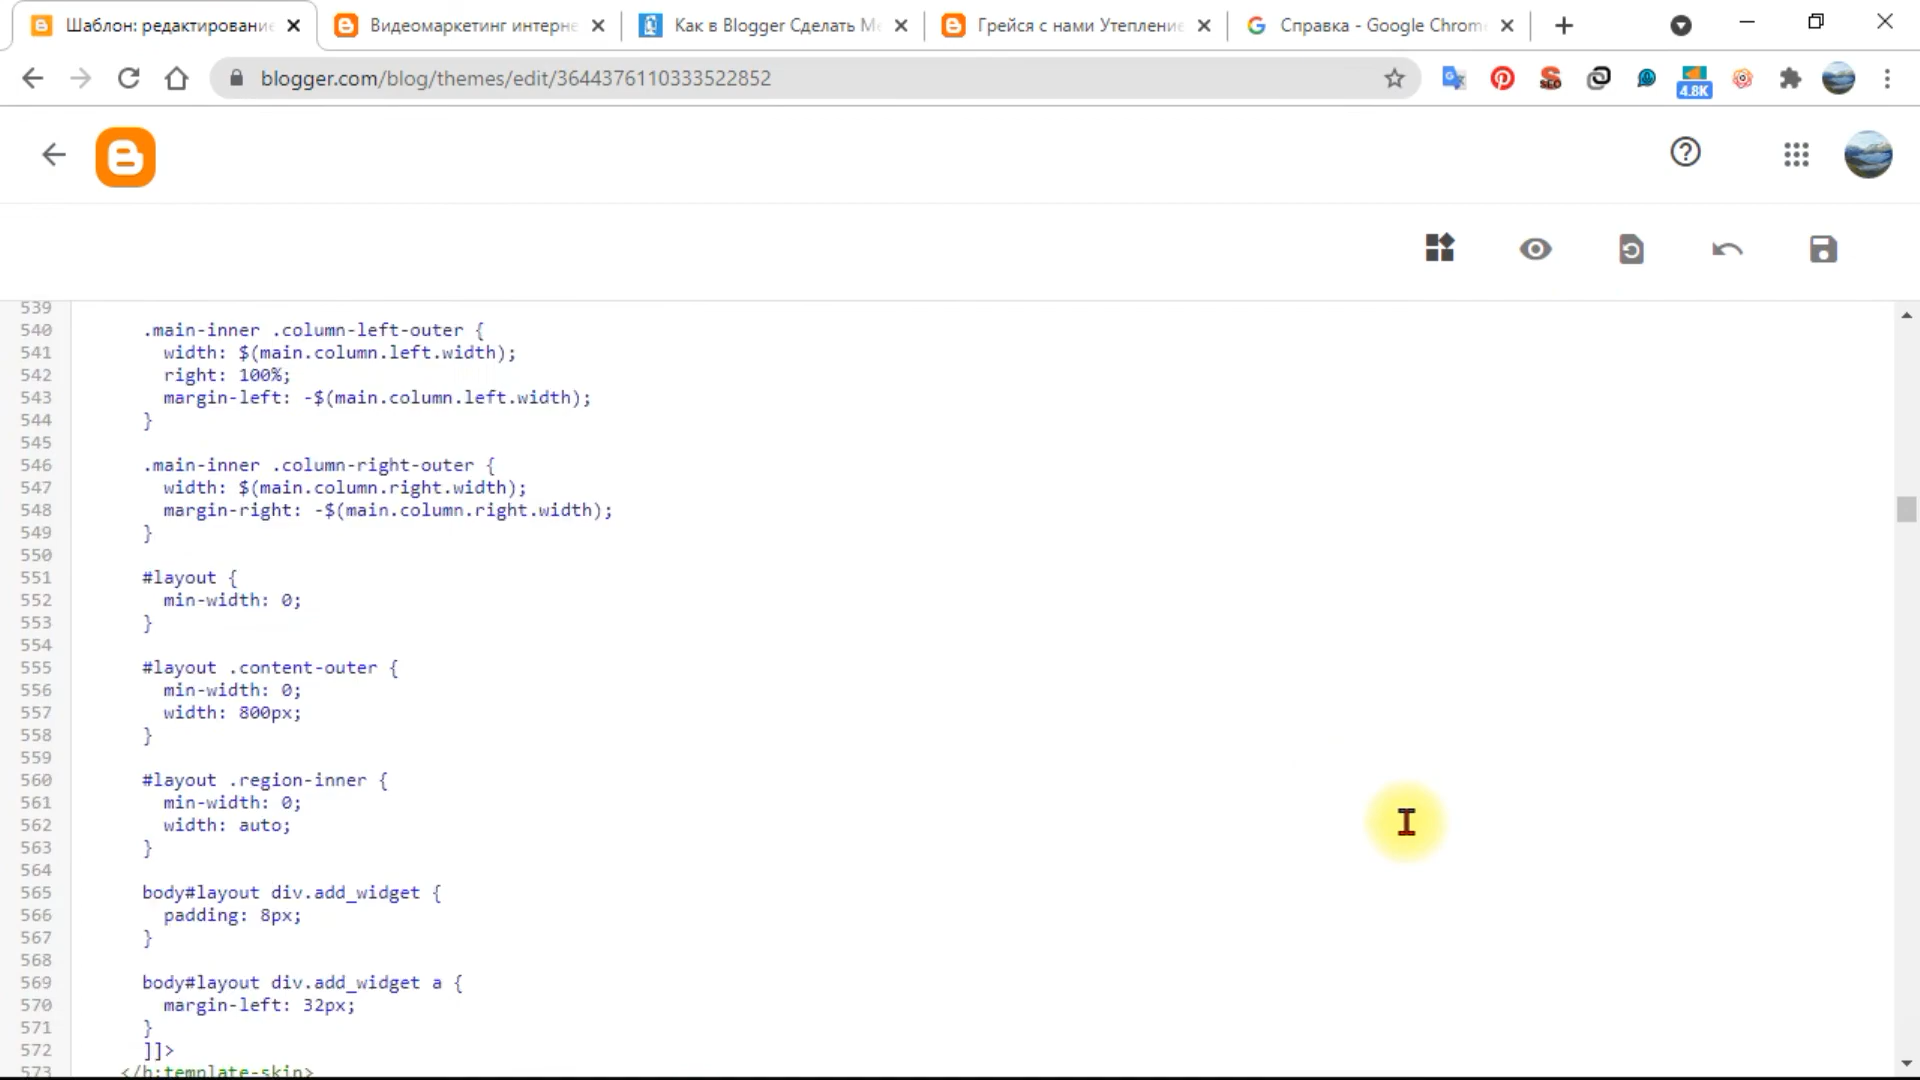 Шаблон: редактирование
Видеомаркетинг интерне
Как в Blogger Сделать Ме
Грейся с нами Утепление
Справка - Google Chrom
blogger.com/blog/themes/edit/3644376110333522852
SEO
4.8K
539
540 .main-inner .column-left-outer {
541 width: $(main.column.left.width);
542 right: 100%;
543 margin-left: -$(main.column.left.width);
544 }
545
546 .main-inner .column-right-outer {
547 width: $(main.column.right.width);
548 margin-right: -$(main.column.right.width);
549 }
550
551 #layout {
552 min-width: 0;
553 }
554
555 #layout .content-outer {
556 min-width: 0;
557 width: 800px;
558 }
559
560 #layout .region-inner {
561 min-width: 0;
562 width: auto;
563 }
564
565 body#layout div.add_widget {
566 padding: 8px;
567 }
568
569 body#layout div.add_widget a {
570 margin-left: 32px;
571 }
572 ]]>
573 </b:template-skin>